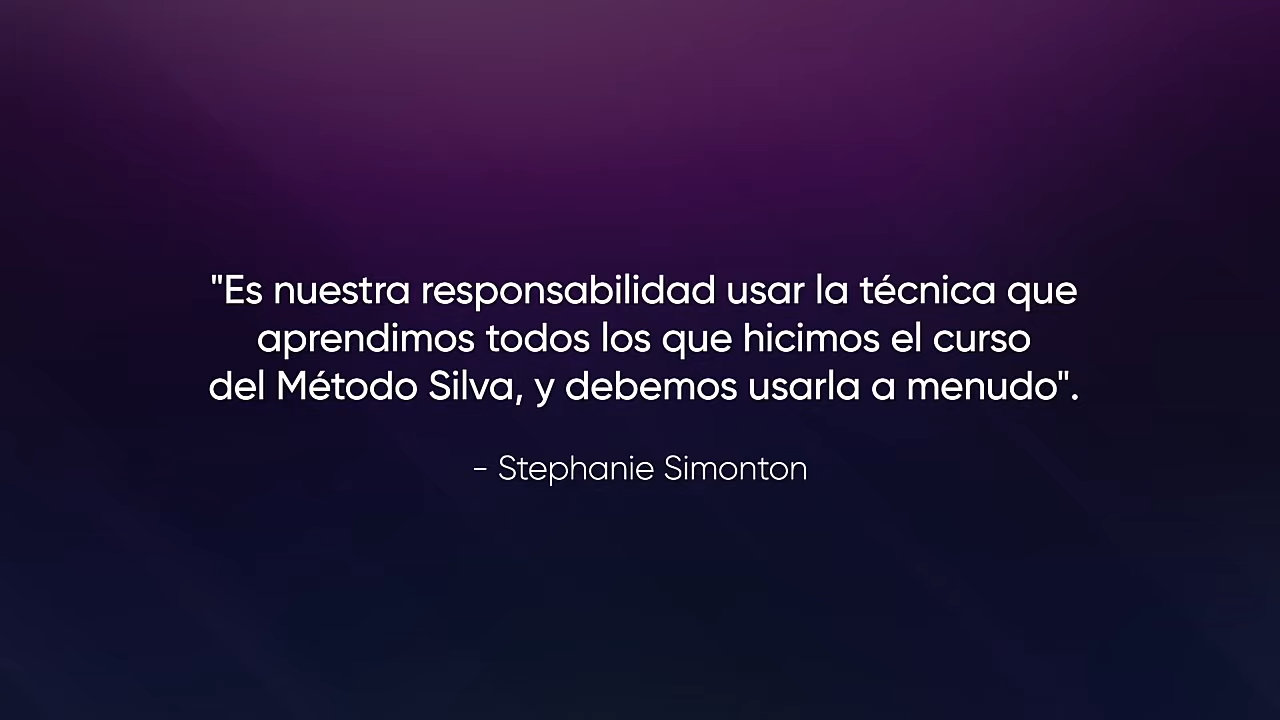 "Es nuestra responsabilidad usar la técnica que
aprendimos todos los que hicimos el curso
del Método Silva, y debemos usarla a menudo".
- Stephanie Simonton